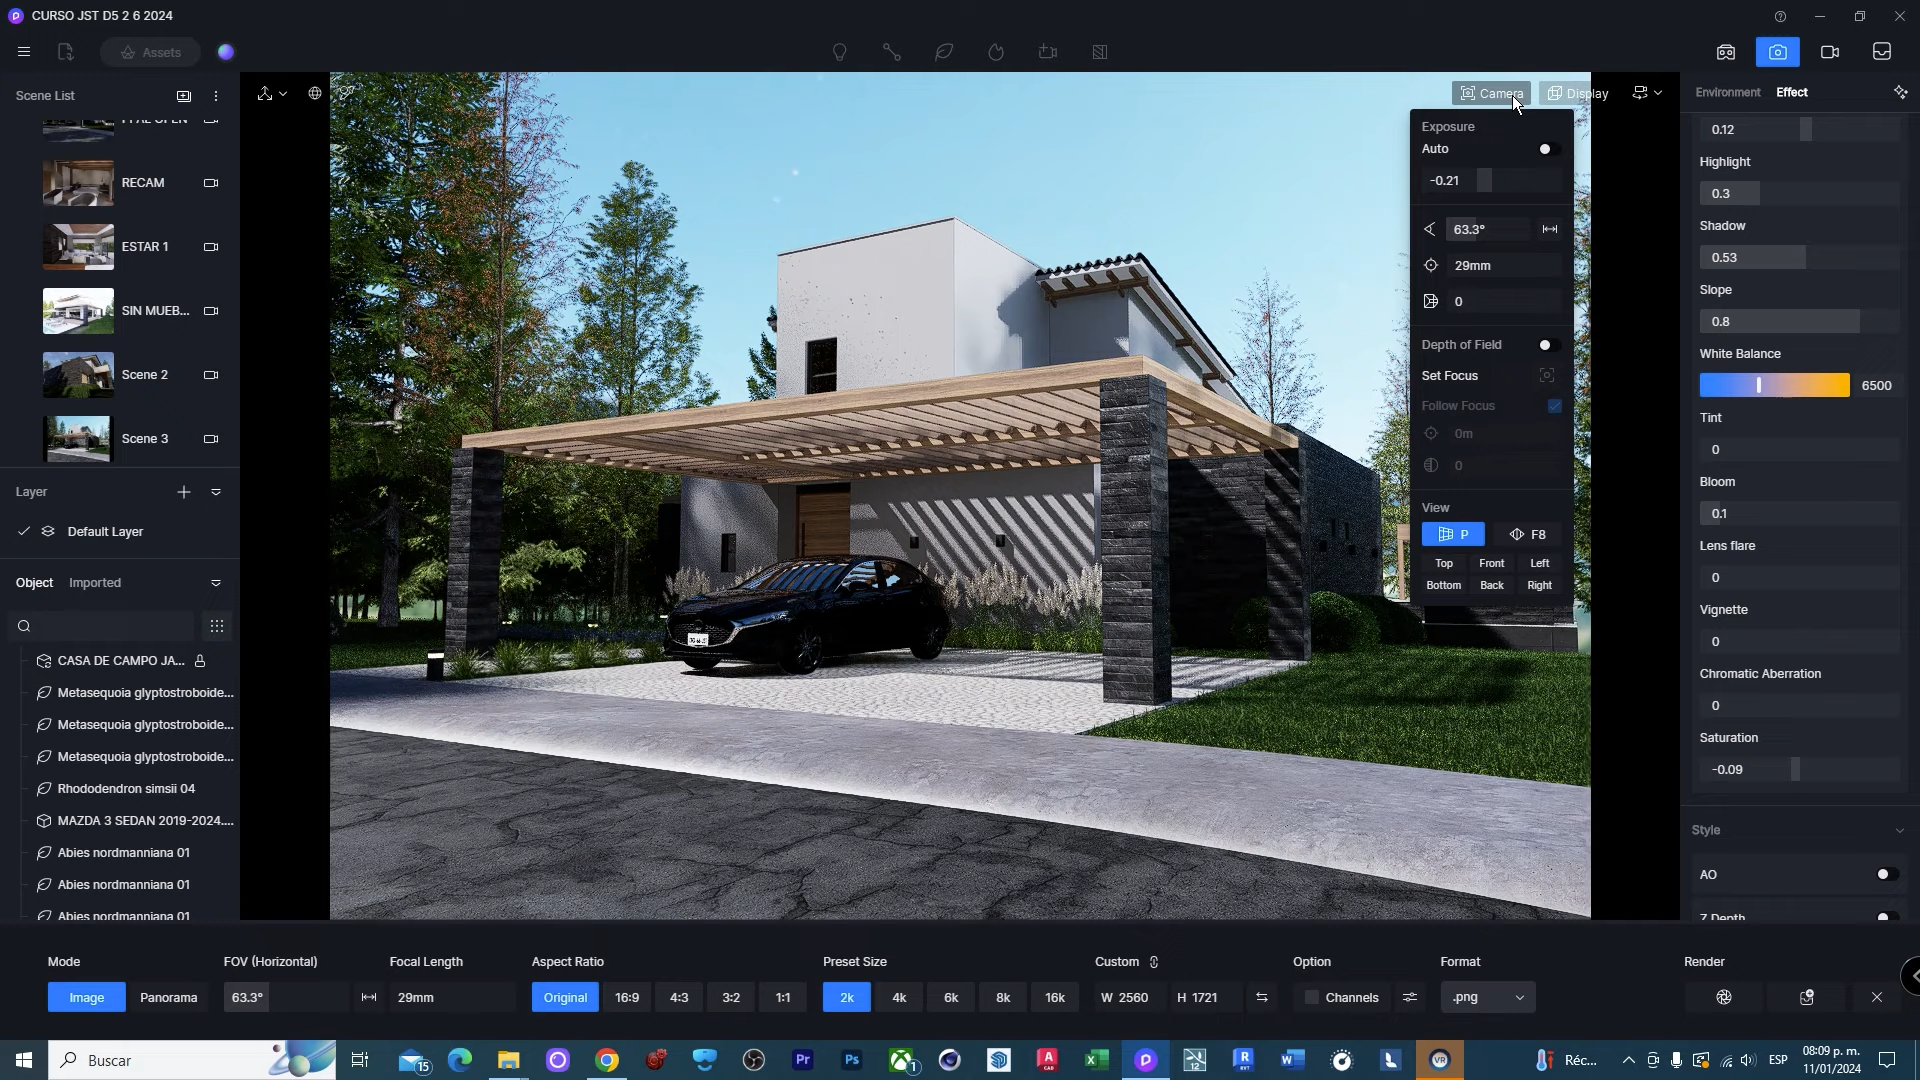 CURSO JST D5 2 6 2024
Assets
Scene List
RECAM
ESTAR 1
SIN MUEB...
Scene 2
Scene 3
Layer
Default Layer
Object Imported
CASA DE CAMPO JA...
Metasequoia glyptostroboide...
Metasequoia glyptostroboide...
Metasequoia glyptostroboide...
Rhododendron simsii 04
MAZDA 3 SEDAN 2019-2024....
Abies nordmanniana 01
Abies nordmanniana 01
Abies nordmanniana 01
Camera Display
Exposure
Auto
-0.21
63.3°
29mm
0
Depth of Field
Set Focus
Follow Focus
0m
0
View
P F8
Top Front Left
Bottom Back Right
Environment Effect
0.12
Highlight
0.3
Shadow
0.53
Slope
0.8
White Balance
6500
Tint
0
Bloom
0.1
Lens flare
0
Vignette
0
Chromatic Aberration
0
Saturation
-0.09
Style
AO
Z Depth
Mode FOV (Horizontal) Focal Length Aspect Ratio Preset Size Custom Option Format Render
Image Panorama 63.3° 29mm Original 16:9 4:3 3:2 1:1 2k 4k 6k 8k 16k W 2560 H 1721 Channels .png
Buscar
15
1
12
VR
Réc...
ESP
08:09 p. m.
11/01/2024